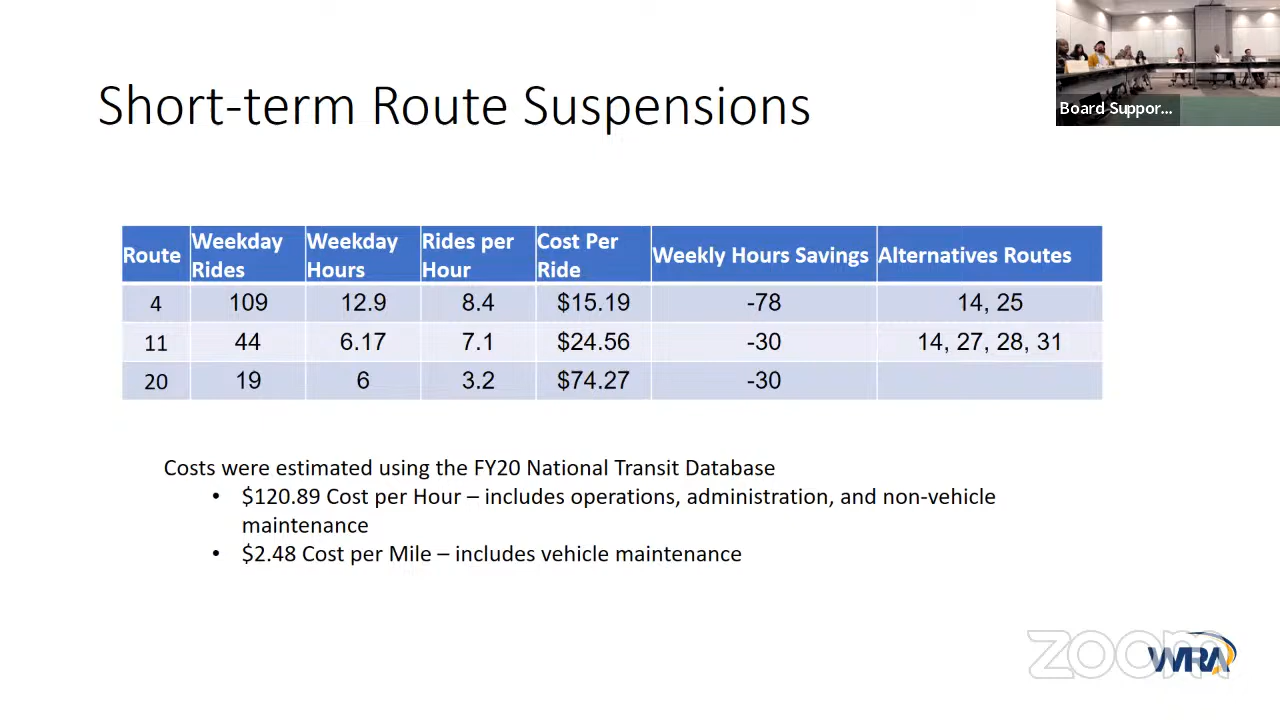 Board Suppor...
Short-term Route Suspensions
Route Weekday Rides Weekday Hours Rides per Hour Cost Per Ride Weekly Hours Savings Alternatives Routes
4 109 12.9 8.4 $15.19 -78 14, 25
11 44 6.17 7.1 $24.56 -30 14, 27, 28, 31
20 19 6 3.2 $74.27 -30
Costs were estimated using the FY20 National Transit Database
• $120.89 Cost per Hour – includes operations, administration, and non-vehicle
maintenance
• $2.48 Cost per Mile – includes vehicle maintenance
zoom
WRA